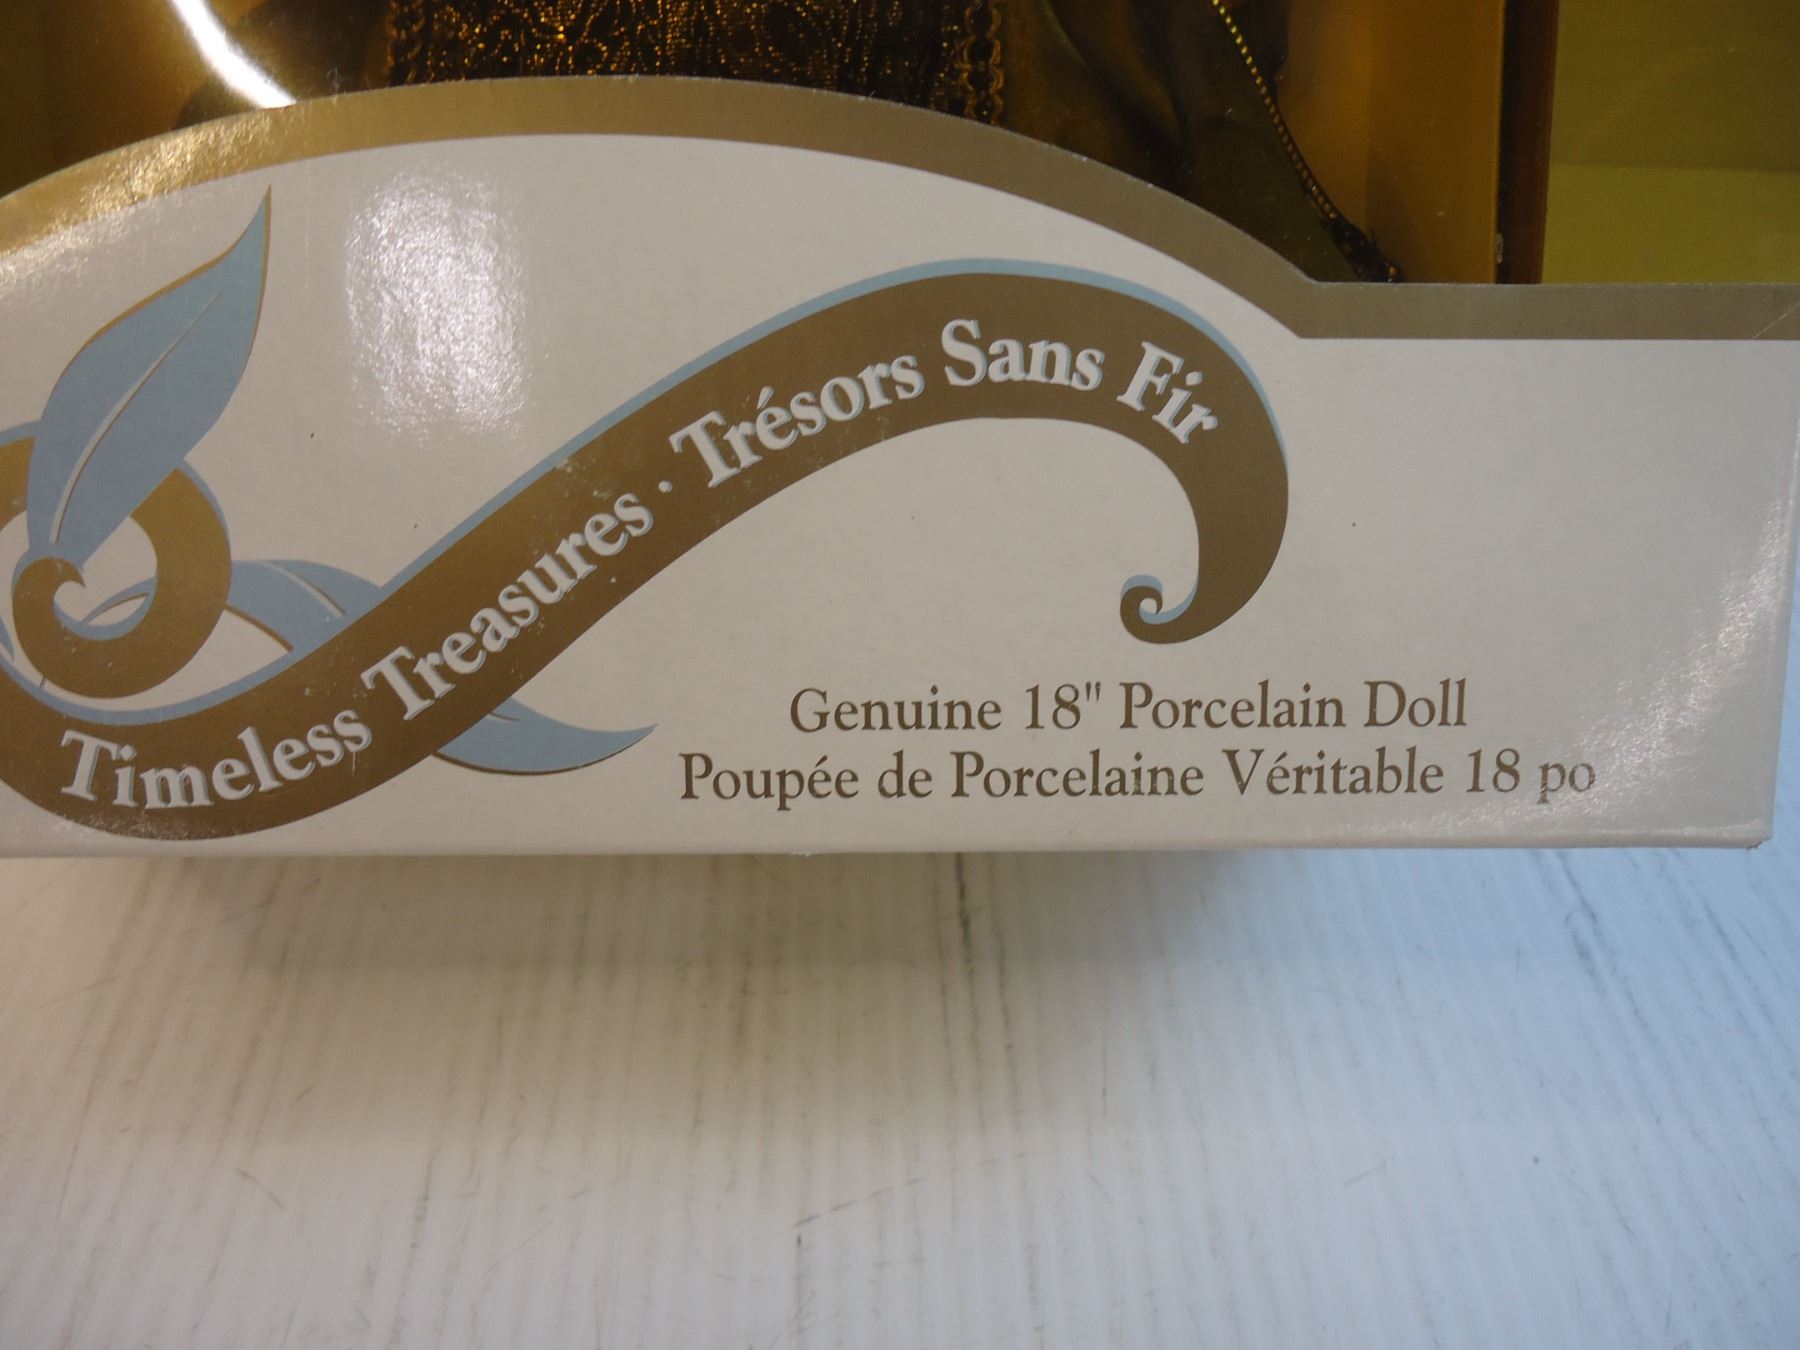 Timeless Treasures · Trésors Sans Fir
Genuine 18" Porcelain Doll
Poupée de Porcelaine Véritable 18 po